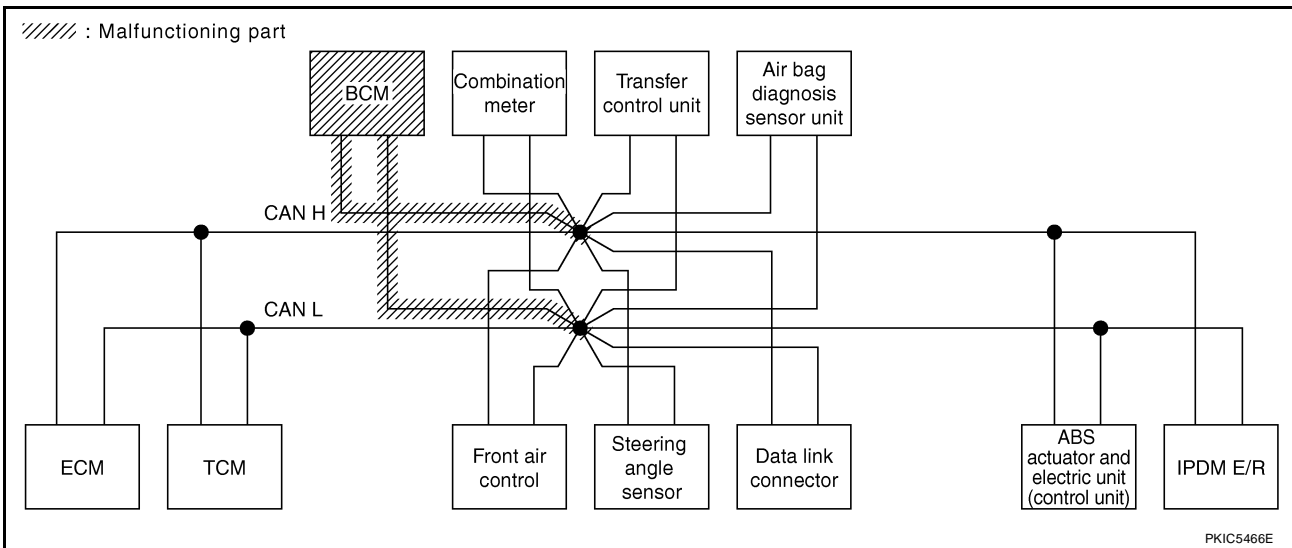 : Malfunctioning part
BCM
Combination
meter
Transfer
control unit
Air bag
diagnosis
sensor unit
CAN H
CAN L
ECM
TCM
Front air
control
Steering
angle
sensor
Data link
connector
ABS
actuator and
electric unit
(control unit)
IPDM E/R
PKIC5466E